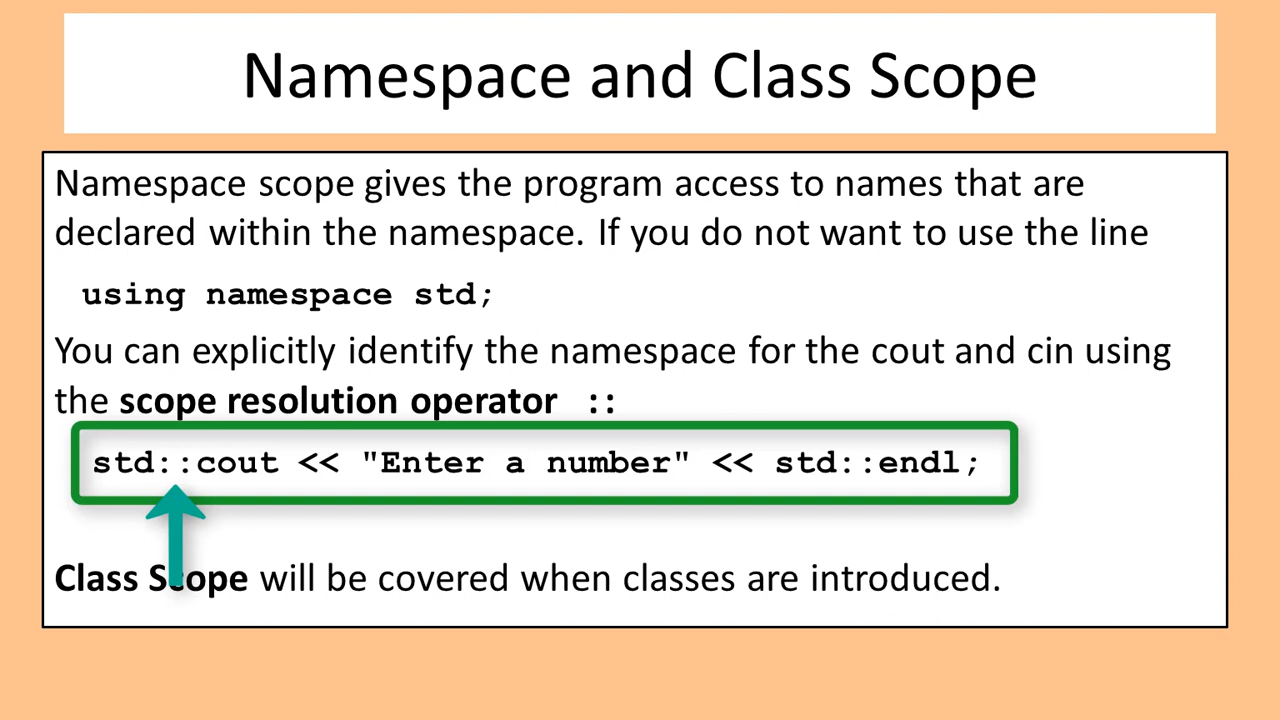 Namespace and Class Scope
Namespace scope gives the program access to names that are
declared within the namespace. If you do not want to use the line
using namespace std;
You can explicitly identify the namespace for the cout and cin using
the scope resolution operator ::
std::cout << "Enter a number" << std::endl;
Class Scope will be covered when classes are introduced.